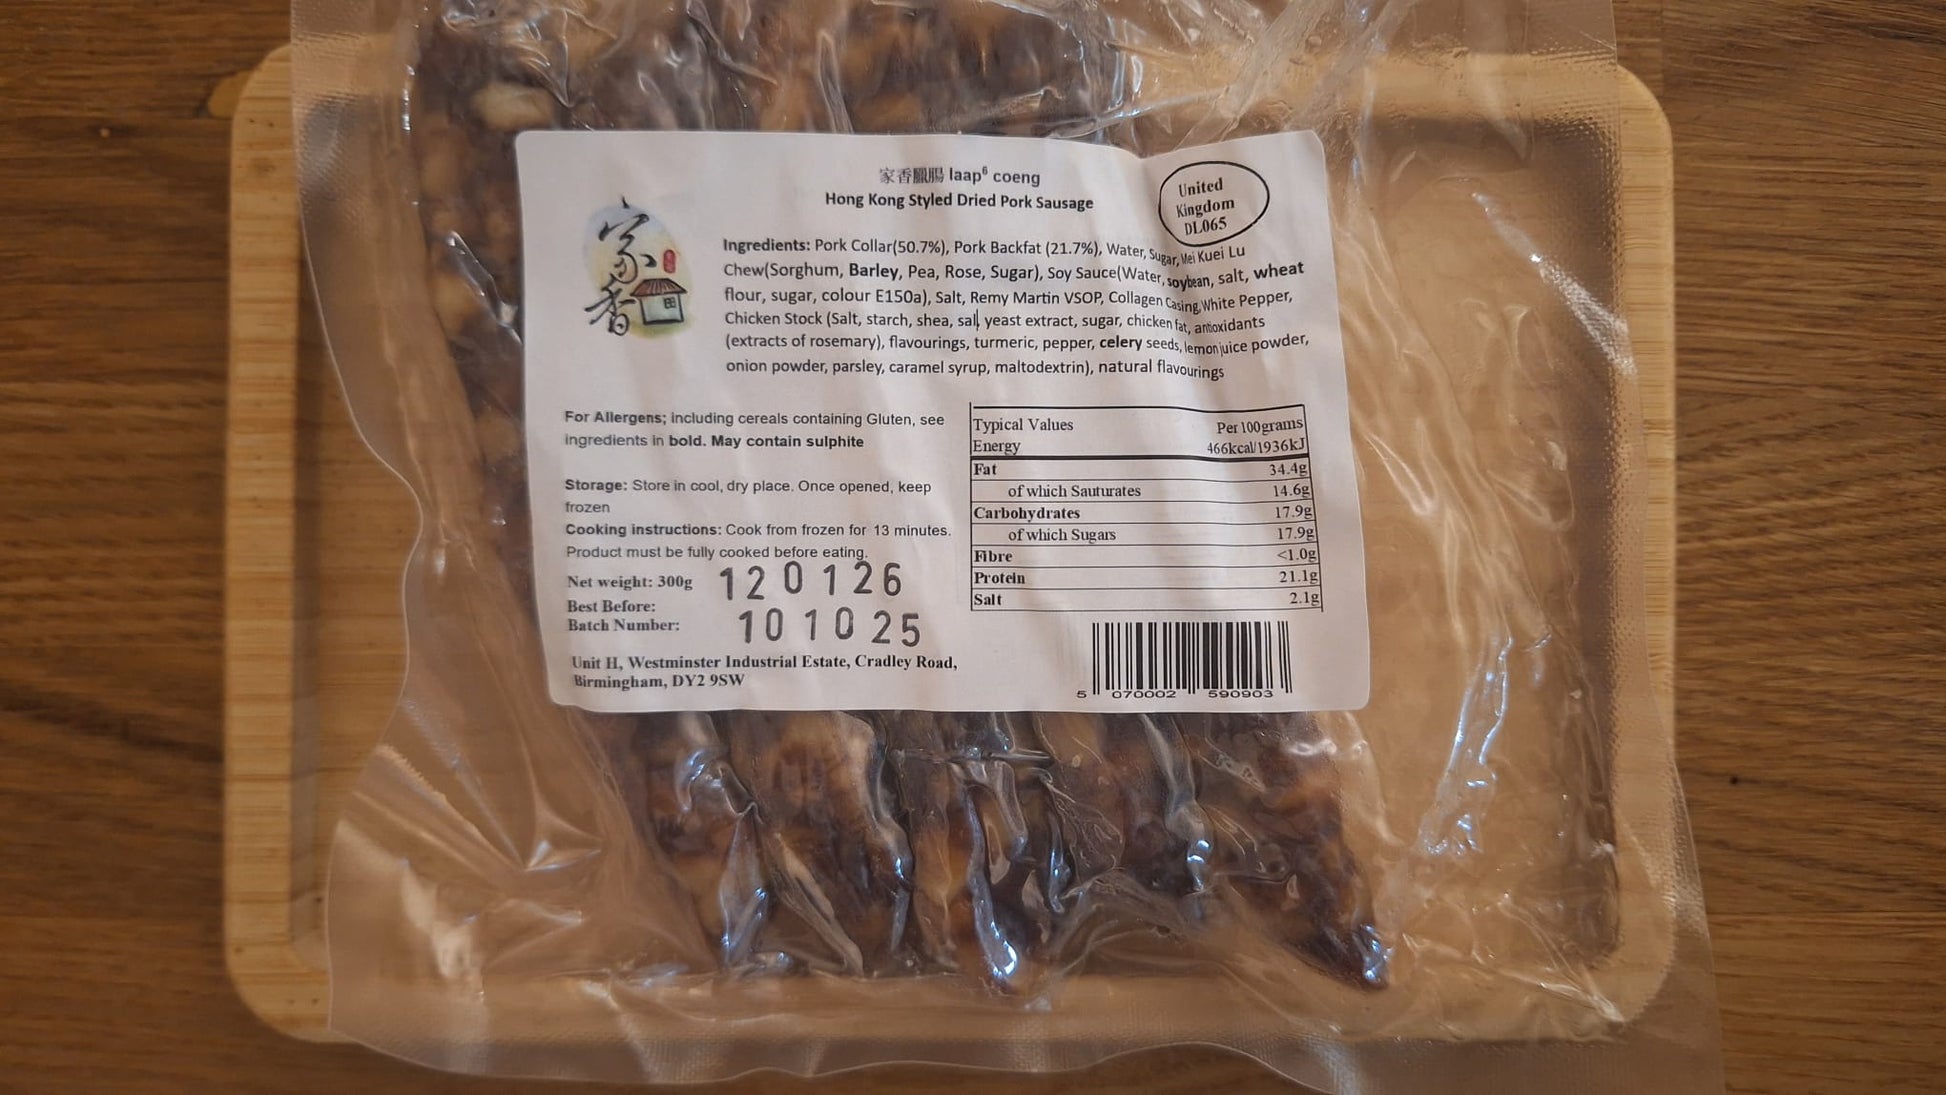 家香臘腸 laap⁶ coeng
Hong Kong Styled Dried Pork Sausage
United
Kingdom
DL065
家香
Ingredients: Pork Collar(50.7%), Pork Backfat (21.7%), Water, Sugar, Mei Kuei Lu
Chew(Sorghum, Barley, Pea, Rose, Sugar), Soy Sauce(Water, soybean, salt, wheat
flour, sugar, colour E150a), Salt, Remy Martin VSOP, Collagen Casing, White Pepper,
Chicken Stock (Salt, starch, shea, sal, yeast extract, sugar, chicken fat, antioxidants
(extracts of rosemary), flavourings, turmeric, pepper, celery seeds, lemon juice powder,
onion powder, parsley, caramel syrup, maltodextrin), natural flavourings
For Allergens; including cereals containing Gluten, see
ingredients in bold. May contain sulphite
Storage: Store in cool, dry place. Once opened, keep
frozen
Cooking instructions: Cook from frozen for 13 minutes.
Product must be fully cooked before eating.
Net weight: 300g
120126
Best Before:
Batch Number:
101025
Unit H, Westminster Industrial Estate, Cradley Road,
Birmingham, DY2 9SW
Typical Values Per 100grams
Energy 466kcal/1936kJ
Fat 34.4g
of which Sauturates 14.6g
Carbohydrates 17.9g
of which Sugars 17.9g
Fibre <1.0g
Protein 21.1g
Salt 2.1g
5 070002 590903